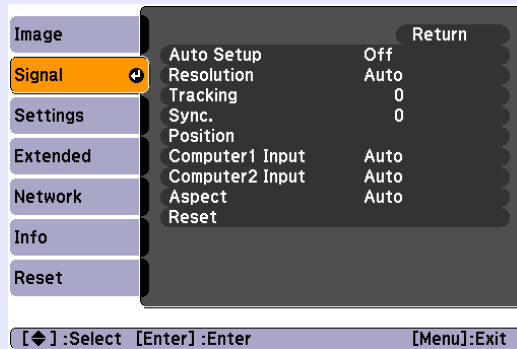 Image
Signal
Settings
Extended
Network
Info
Reset
Return
Auto Setup Off
Resolution Auto
Tracking 0
Sync. 0
Position
Computer1 Input Auto
Computer2 Input Auto
Aspect Auto
Reset
[◆] :Select [Enter] :Enter [Menu]:Exit